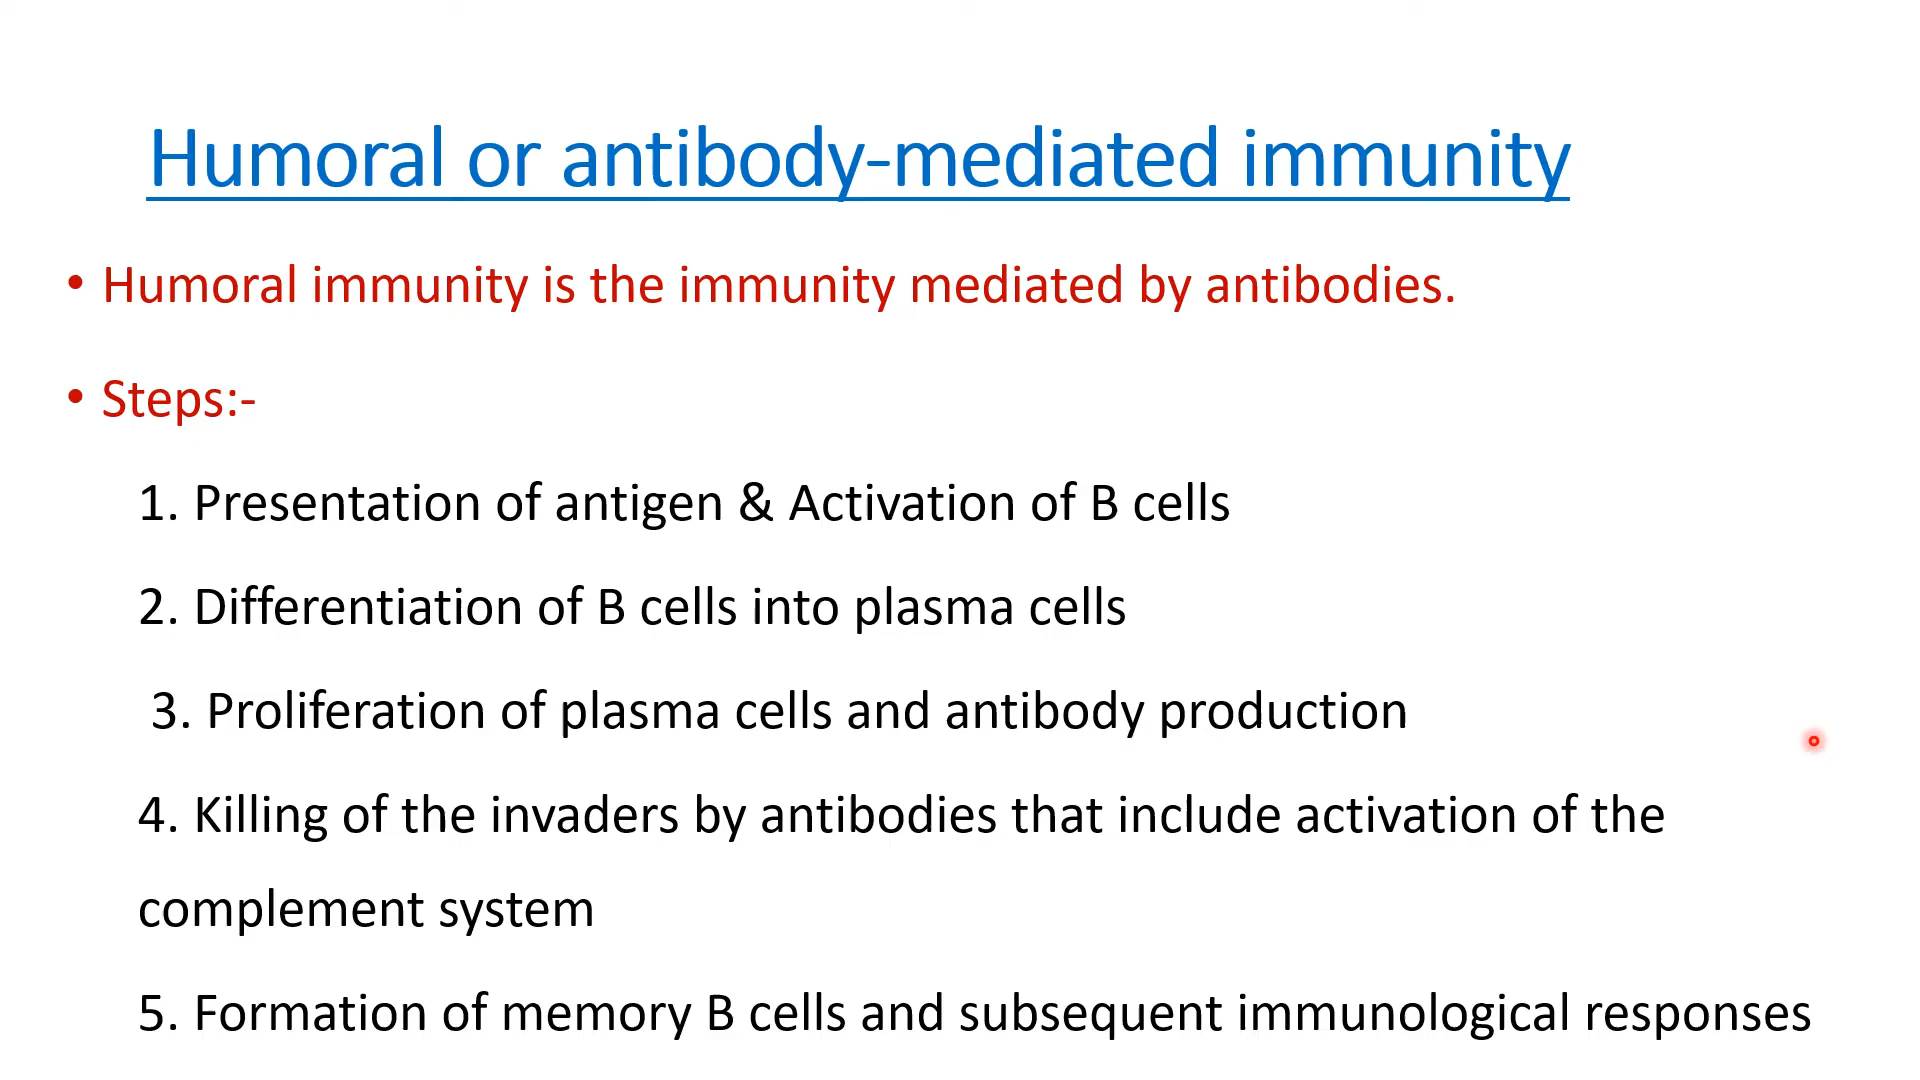 Humoral or antibody-mediated immunity
• Humoral immunity is the immunity mediated by antibodies.
• Steps:-
1. Presentation of antigen & Activation of B cells
2. Differentiation of B cells into plasma cells
3. Proliferation of plasma cells and antibody production
4. Killing of the invaders by antibodies that include activation of the
complement system
5. Formation of memory B cells and subsequent immunological responses